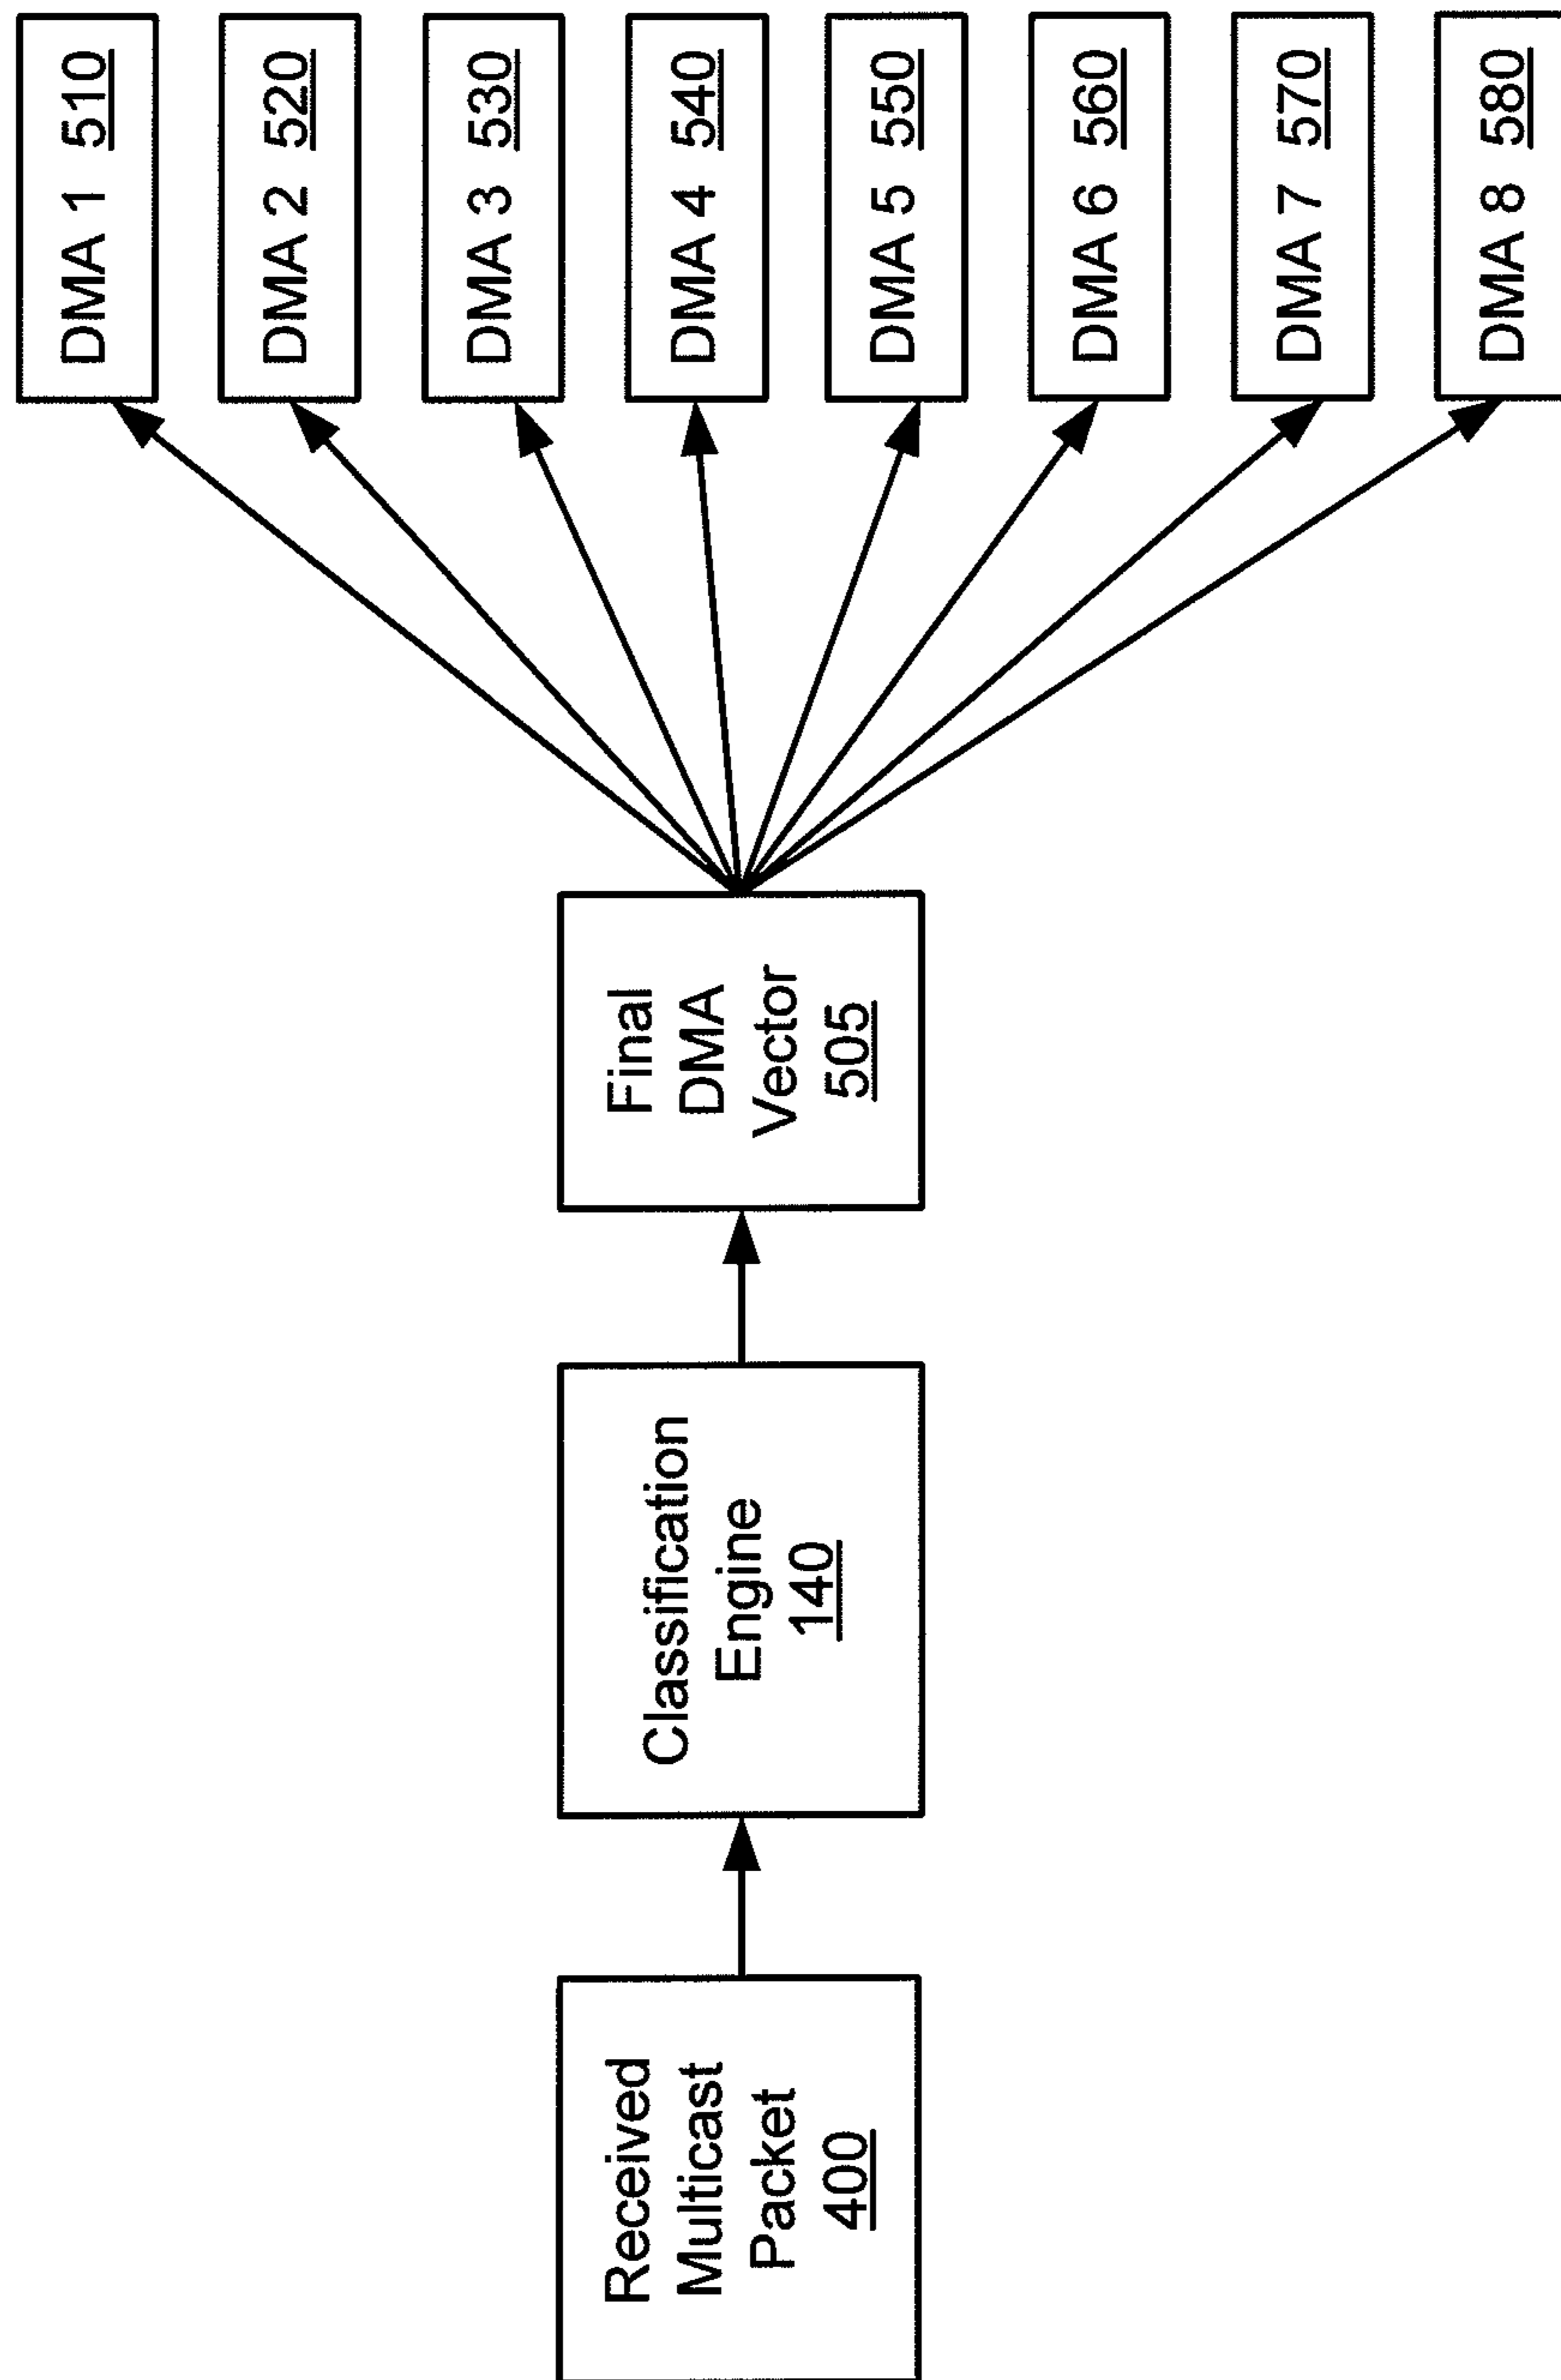 Received
Multicast
Packet
400
Classification
Engine
140
Final
DMA
Vector
505
DMA 1 510
DMA 2 520
DMA 3 530
DMA 4 540
DMA 5 550
DMA 6 560
DMA 7 570
DMA 8 580